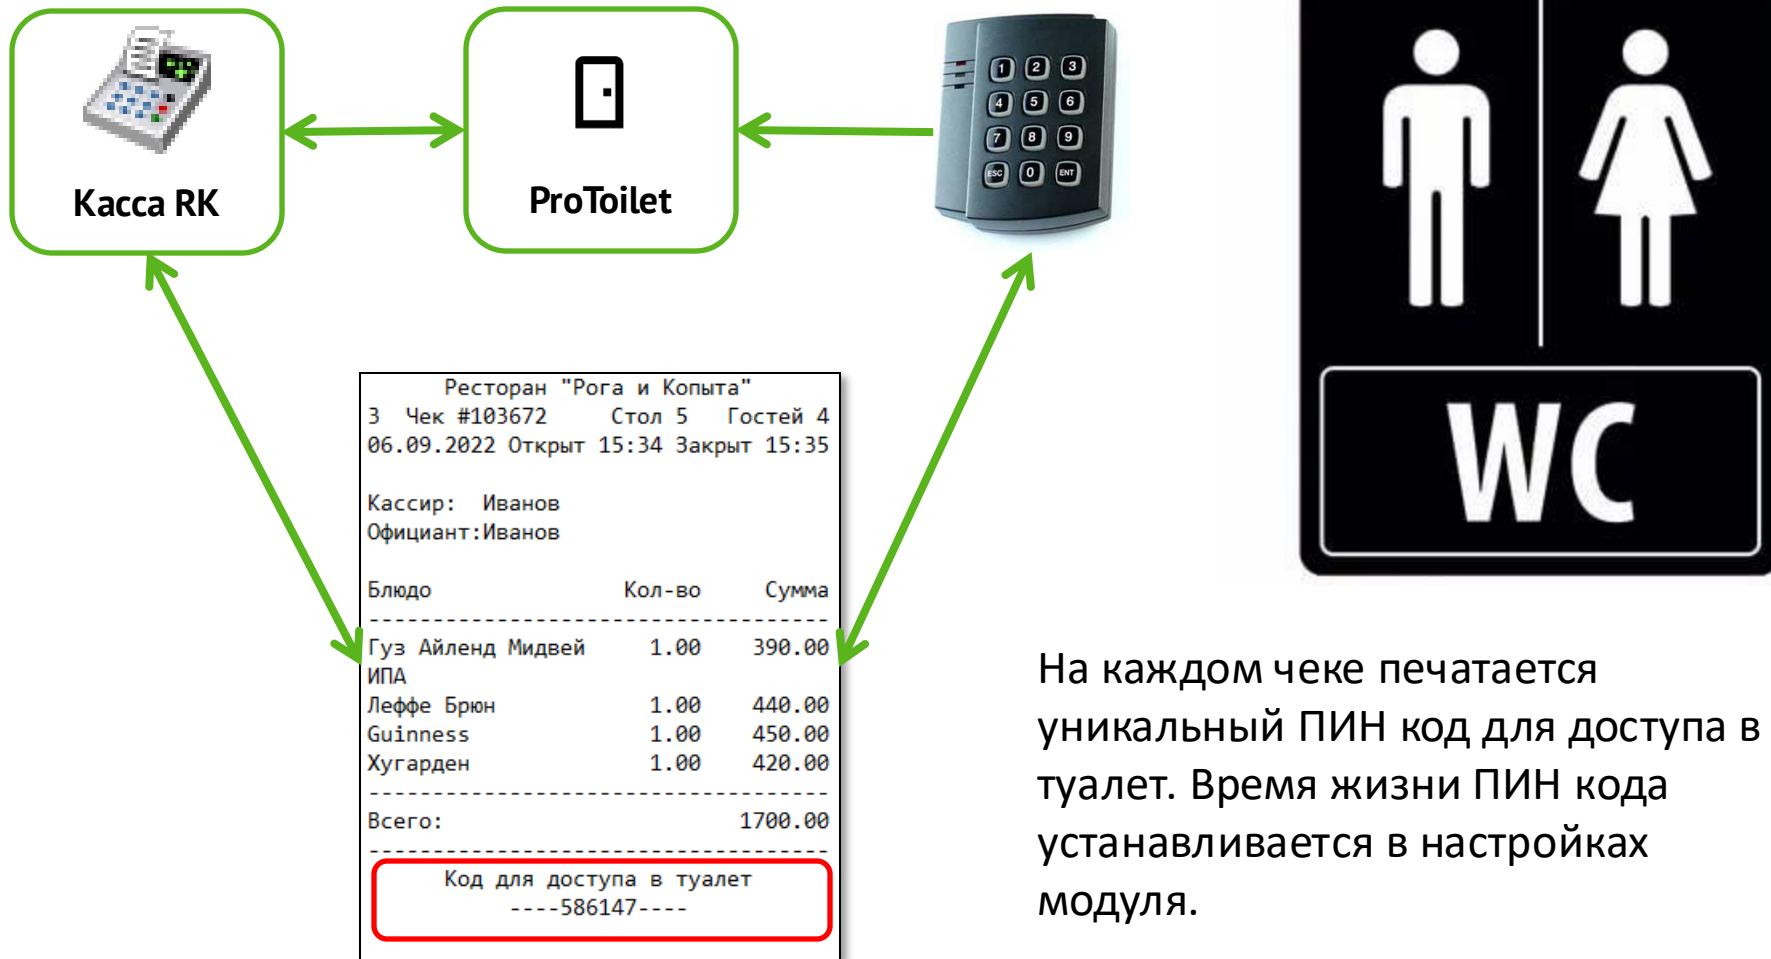 Касса RK
ProToilet
1 2 3
4 5 6
7 8 9
ESC 0 ENT
Ресторан "Рога и Копыта"
3 Чек #103672 Стол 5 Гостей 4
06.09.2022 Открыт 15:34 Закрыт 15:35
Кассир: Иванов
Официант:Иванов
Блюдо Кол-во Сумма
------------------------------------
Гуз Айленд Мидвей 1.00 390.00
ИПА
Леффе Брюн 1.00 440.00
Guinness 1.00 450.00
Хугарден 1.00 420.00
------------------------------------
Всего: 1700.00
------------------------------------
Код для доступа в туалет
----586147----
WC
На каждом чеке печатается
уникальный ПИН код для доступа в
туалет. Время жизни ПИН кода
устанавливается в настройках
модуля.